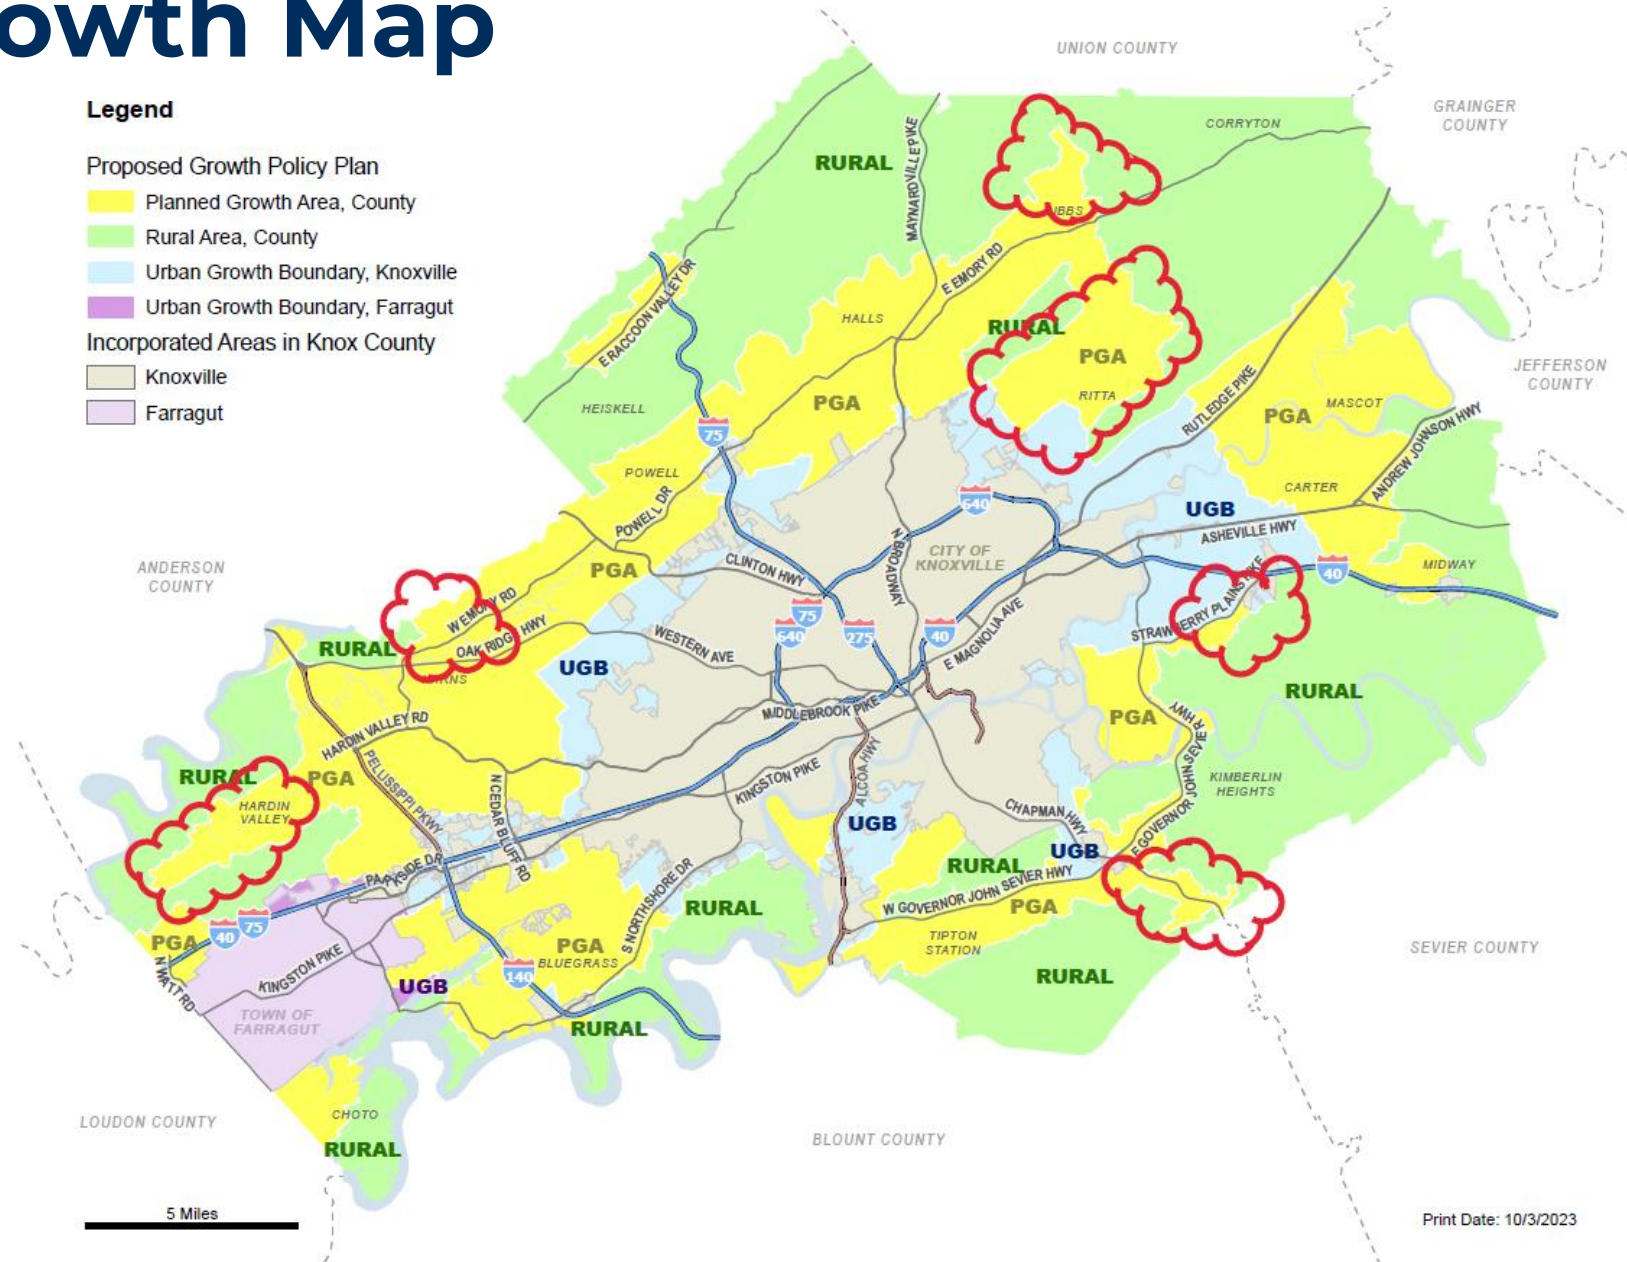 owth Map
Legend
Proposed Growth Policy Plan
Planned Growth Area, County
Rural Area, County
Urban Growth Boundary, Knoxville
Urban Growth Boundary, Farragut
Incorporated Areas in Knox County
Knoxville
Farragut
UNION COUNTY
GRAINGER
COUNTY
JEFFERSON
COUNTY
ANDERSON
COUNTY
SEVIER COUNTY
LOUDON COUNTY
BLOUNT COUNTY
CORRYTON
RURAL
MAYNARDVILLE PIKE
IBBS
E EMORY RD
E RACCOON VALLEY DR
HALLS
RURAL
PGA
RITTA
HEISKELL
PGA
RUTLEDGE PIKE
PGA
MASCOT
ANDREW JOHNSON HWY
75
POWELL
CARTER
POWELL DR
640
UGB
ASHEVILLE HWY
N BROADWAY
CITY OF
KNOXVILLE
CLINTON HWY
PGA
40
MIDWAY
STRAWBERRY PLAINS PIKE
W EMORY RD
OAK RIDGE HWY
RURAL
75
640
275
40
E MAGNOLIA AVE
WESTERN AVE
UGB
RURAL
MIDDLEBROOK PIKE
PGA
HARDIN VALLEY RD
PELLISSIPPI PKWY
RURAL
PGA
HARDIN
VALLEY
N CEDAR BLUFF RD
KINGSTON PIKE
ALCOA HWY
KIMBERLIN
HEIGHTS
E GOVERNOR JOHN SEVIER HWY
CHAPMAN HWY
UGB
UGB
RURAL
W GOVERNOR JOHN SEVIER HWY
PGA
PARKSIDE DR
S NORTHSHORE DR
RURAL
TIPTON
STATION
PGA
40
75
PGA
BLUEGRASS
140
RURAL
N WATT RD
KINGSTON PIKE
UGB
TOWN OF
FARRAGUT
RURAL
CHOTO
RURAL
5 Miles
Print Date: 10/3/2023